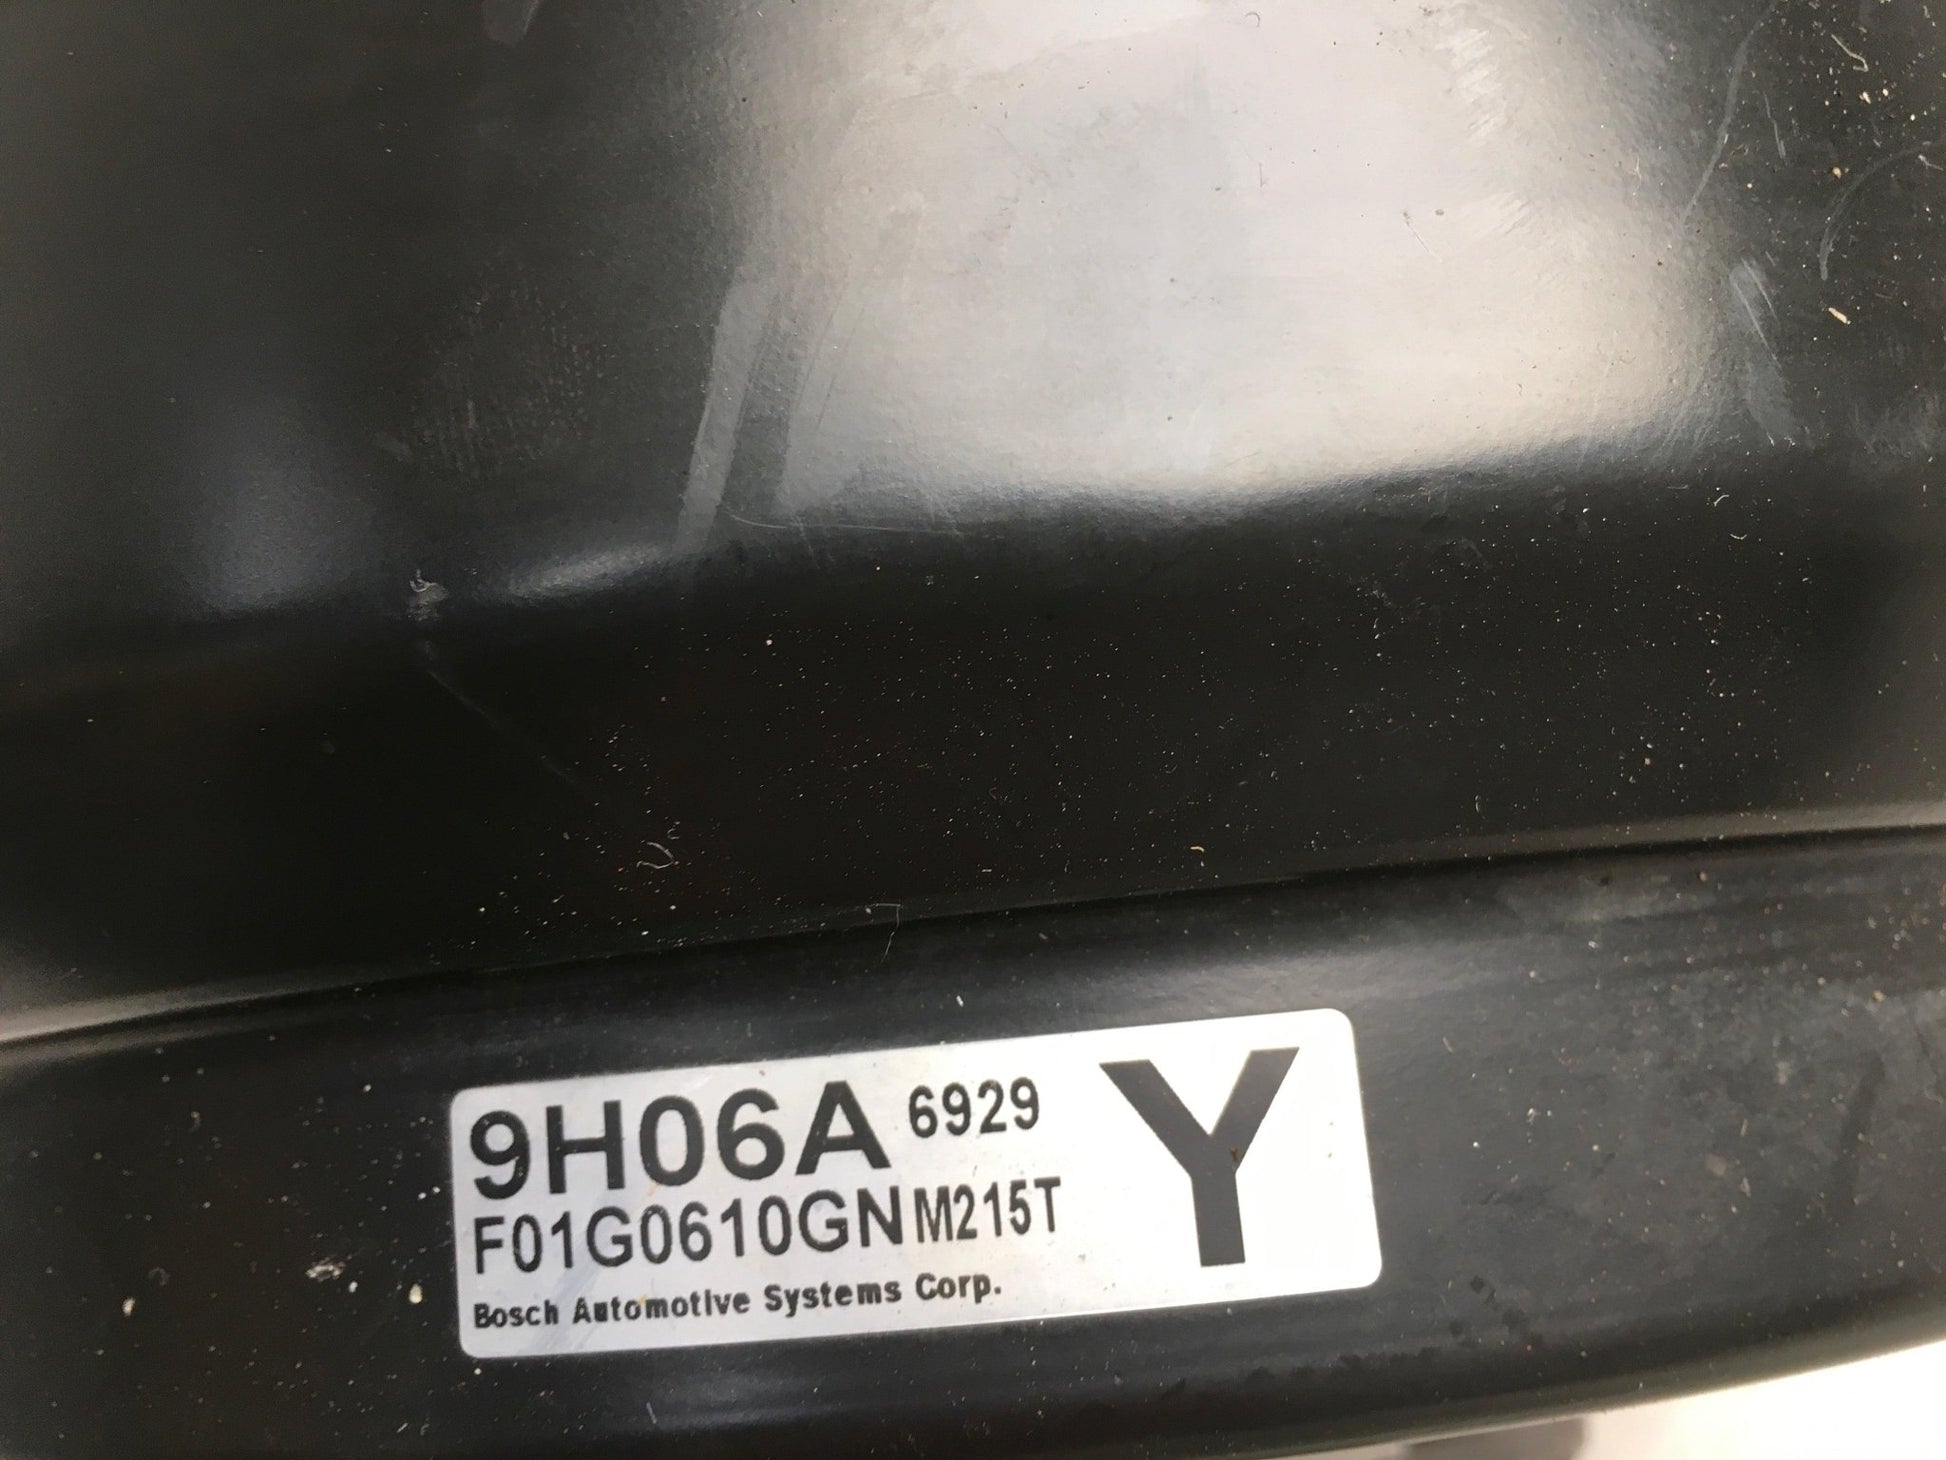 9H06A 6929 Y
F01G0610GN M215T
Bosch Automotive Systems Corp.